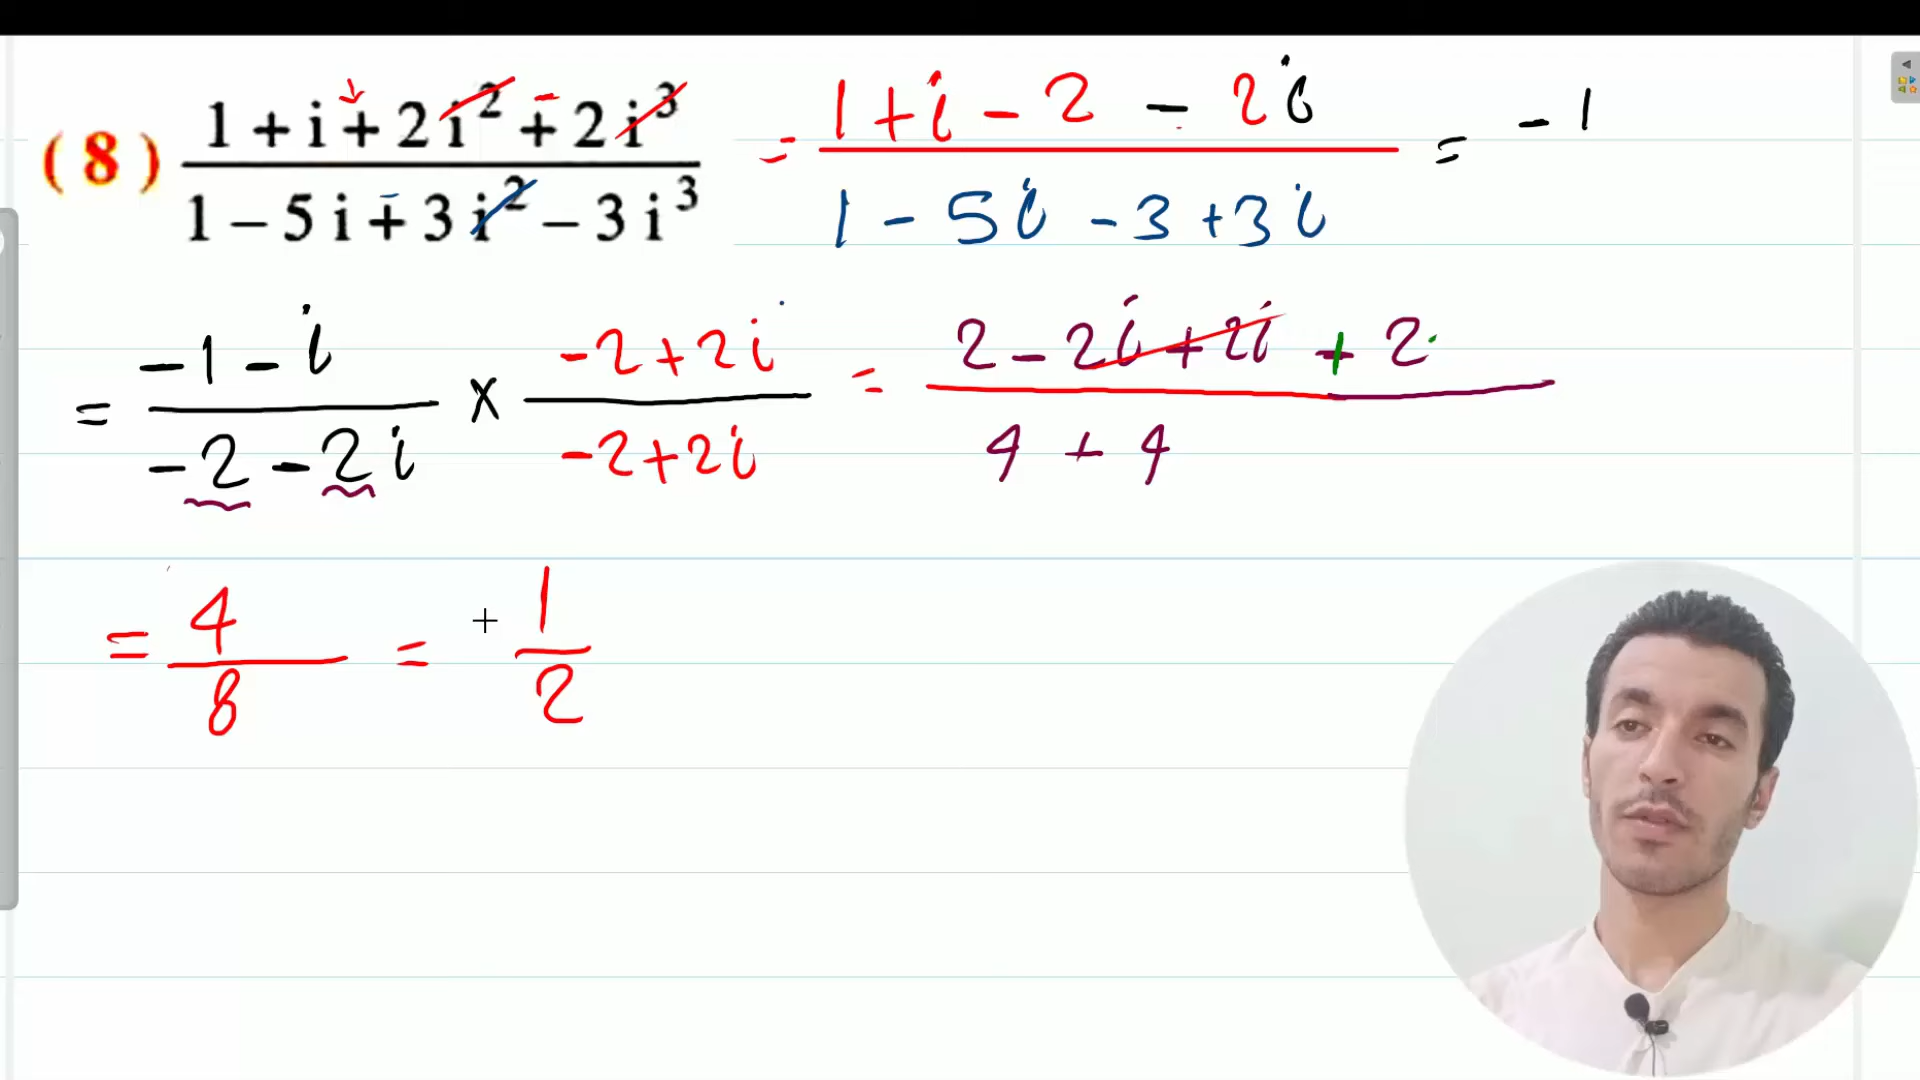 (8) (1 + i + 2i² + 2i³)/(1 – 5i + 3i² – 3i³) = (1 + i – 2 – 2i)/(1 – 5i – 3 + 3i) = –1
= (–1 – i)/(–2 – 2i) × (–2 + 2i)/(–2 + 2i) = (2 – 2i + 2i + 2)/(4 + 4)
= 4/8 = 1/2